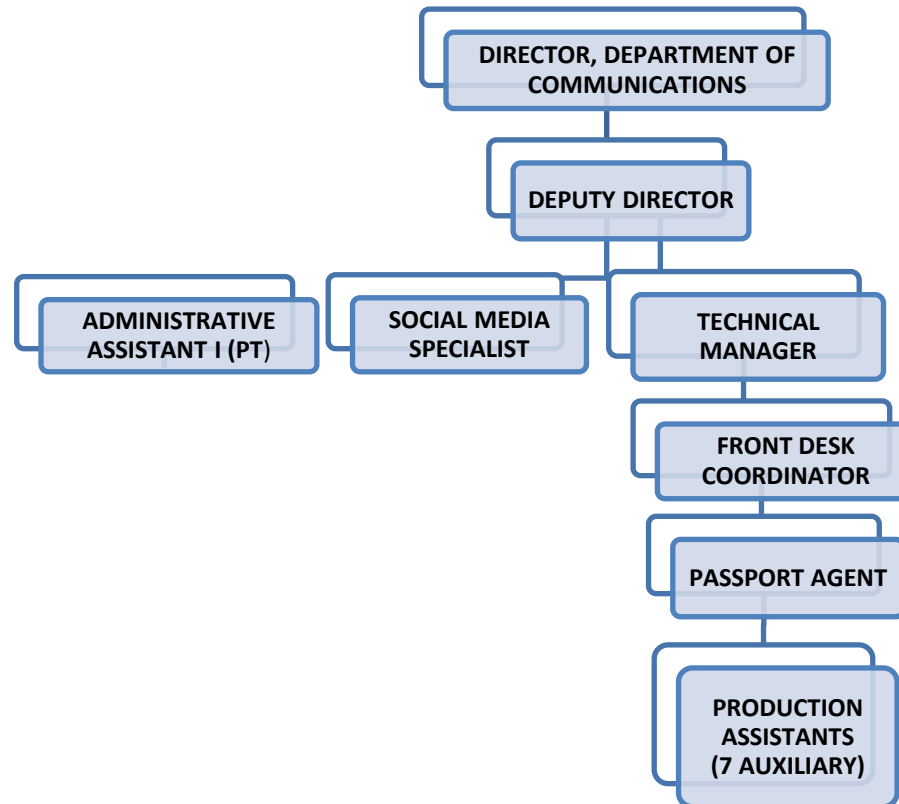 DIRECTOR, DEPARTMENT OF
COMMUNICATIONS
DEPUTY DIRECTOR
ADMINISTRATIVE
ASSISTANT I (PT)
SOCIAL MEDIA
SPECIALIST
TECHNICAL
MANAGER
FRONT DESK
COORDINATOR
PASSPORT AGENT
PRODUCTION
ASSISTANTS
(7 AUXILIARY)